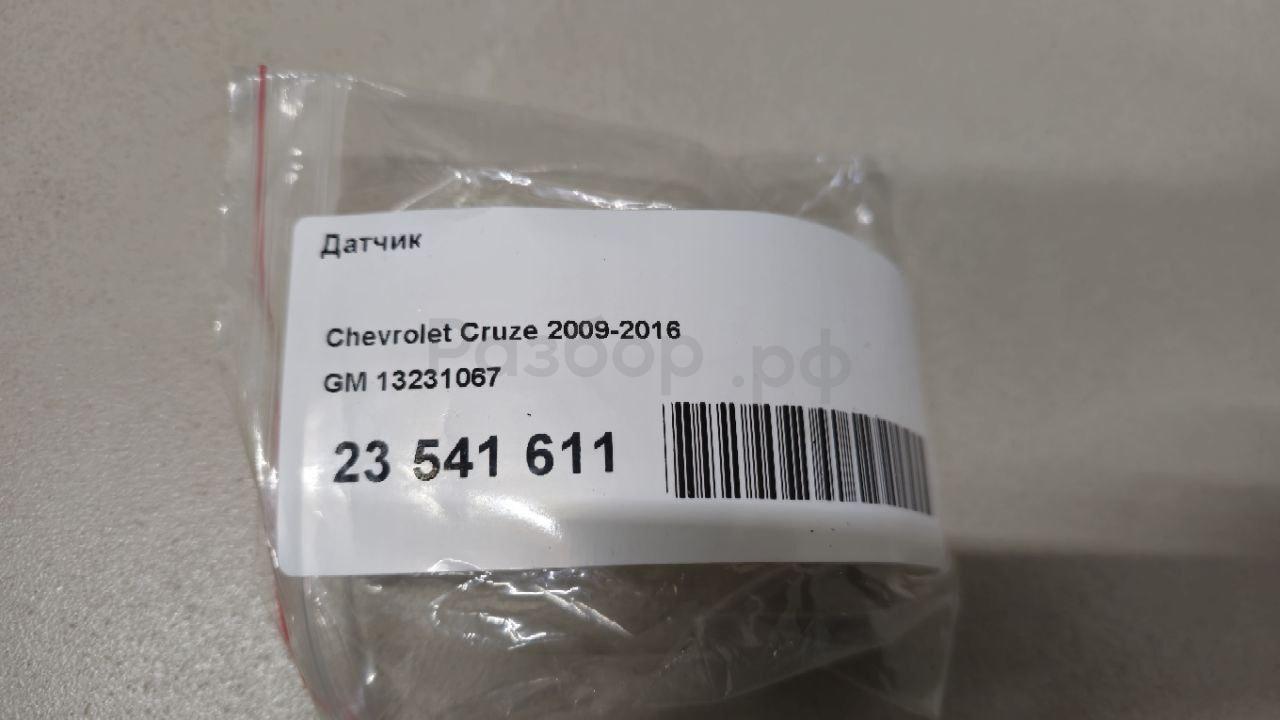 Датчик
Chevrolet Cruze 2009-2016
Разбор.рф
GM 13231067
23 541 611